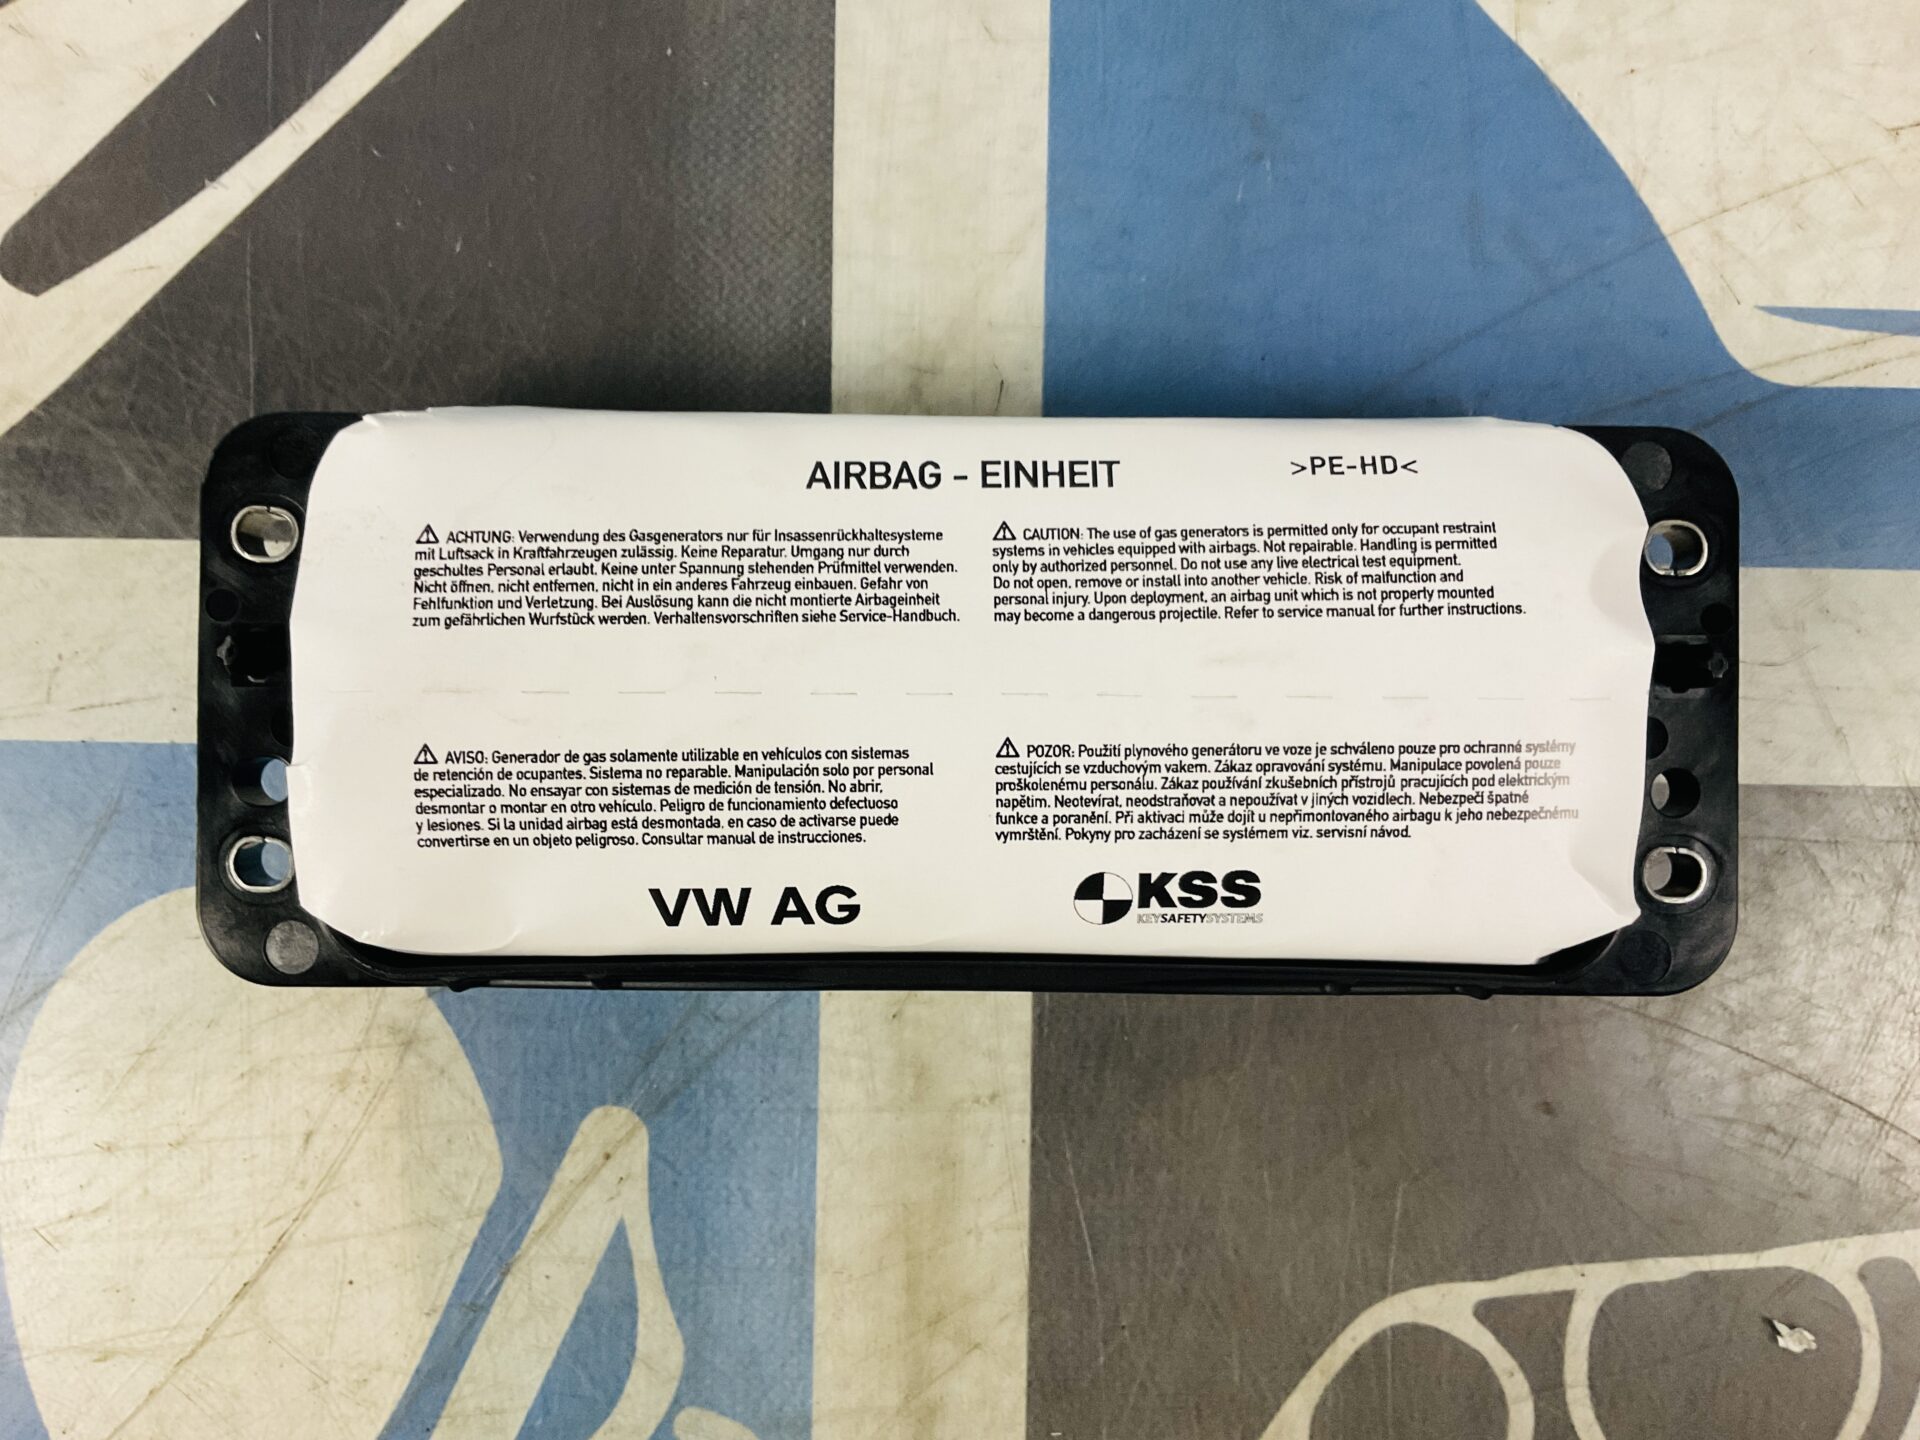 AIRBAG - EINHEIT
>PE-HD<
⚠ ACHTUNG: Verwendung des Gasgenerators nur für Insassenrückhaltesysteme
mit Luftsack in Kraftfahrzeugen zulässig. Keine Reparatur. Umgang nur durch
geschultes Personal erlaubt. Keine unter Spannung stehenden Prüfmittel verwenden.
Nicht öffnen, nicht entfernen, nicht in ein anderes Fahrzeug einbauen. Gefahr von
Fehlfunktion und Verletzung. Bei Auslösung kann die nicht montierte Airbageinheit
zum gefährlichen Wurfstück werden. Verhaltensvorschriften siehe Service-Handbuch.
⚠ CAUTION: The use of gas generators is permitted only for occupant restraint
systems in vehicles equipped with airbags. Not repairable. Handling is permitted
only by authorized personnel. Do not use any live electrical test equipment.
Do not open, remove or install into another vehicle. Risk of malfunction and
personal injury. Upon deployment, an airbag unit which is not properly mounted
may become a dangerous projectile. Refer to service manual for further instructions.
⚠ AVISO: Generador de gas solamente utilizable en vehículos con sistemas
de retención de ocupantes. Sistema no reparable. Manipulación solo por personal
especializado. No ensayar con sistemas de medición de tensión. No abrir,
desmontar o montar en otro vehículo. Peligro de funcionamiento defectuoso
y lesiones. Si la unidad airbag está desmontada, en caso de activarse puede
convertirse en un objeto peligroso. Consultar manual de instrucciones.
⚠ POZOR: Použití plynového generátoru ve voze je schváleno pouze pro ochranné systémy
cestujících se vzduchovým vakem. Zákaz opravování systému. Manipulace povolená pouze
proškolenému personálu. Zákaz používání zkušebních přístrojů pracujících pod elektrickým
napětím. Neotevírat, neodstraňovat a nepoužívat v jiných vozidlech. Nebezpečí špatné
funkce a poranění. Při aktivaci může dojít u nepřimontovaného airbagu k jeho nebezpečnému
vymrštění. Pokyny pro zacházení se systémem viz. servisní návod.
VW AG
KSS
KEYSAFETYSYSTEMS